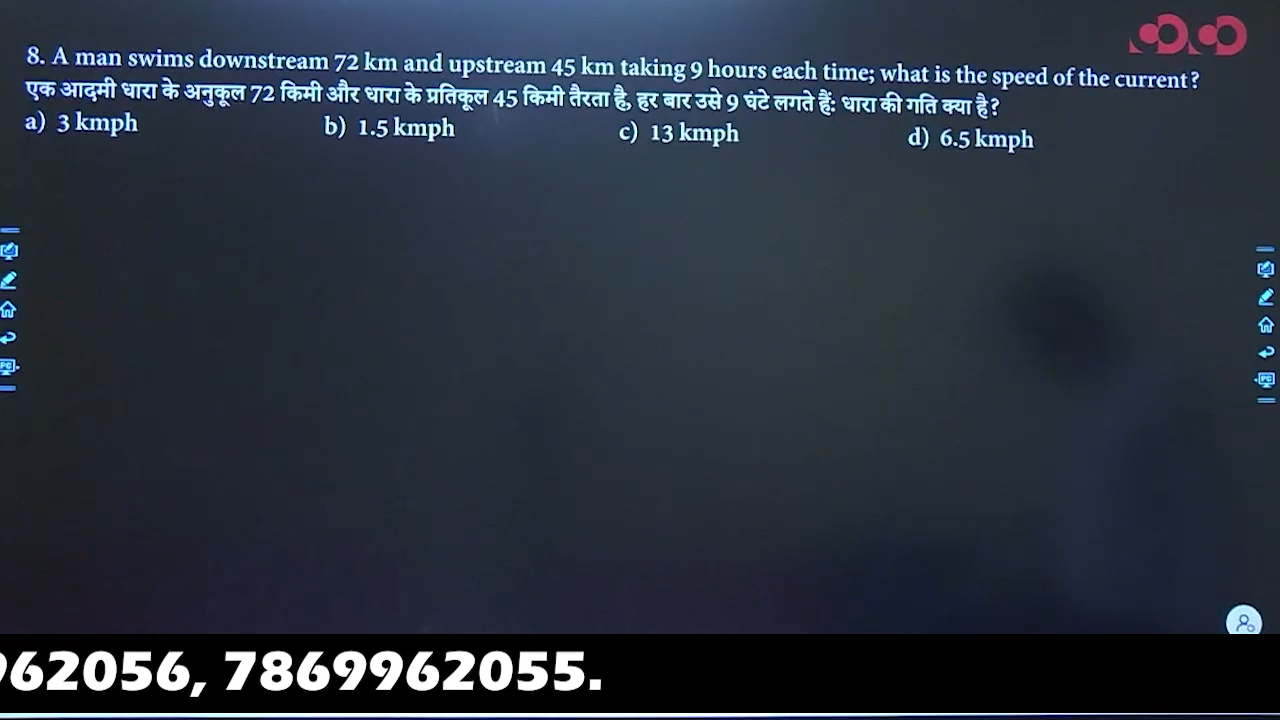 8. A man swims downstream 72 km and upstream 45 km taking 9 hours each time; what is the speed of the current?
एक आदमी धारा के अनुकूल 72 किमी और धारा के प्रतिकूल 45 किमी तैरता है, हर बार उसे 9 घंटे लगते हैं: धारा की गति क्या है?
a) 3 kmph b) 1.5 kmph c) 13 kmph d) 6.5 kmph
PC PC
962056, 7869962055.